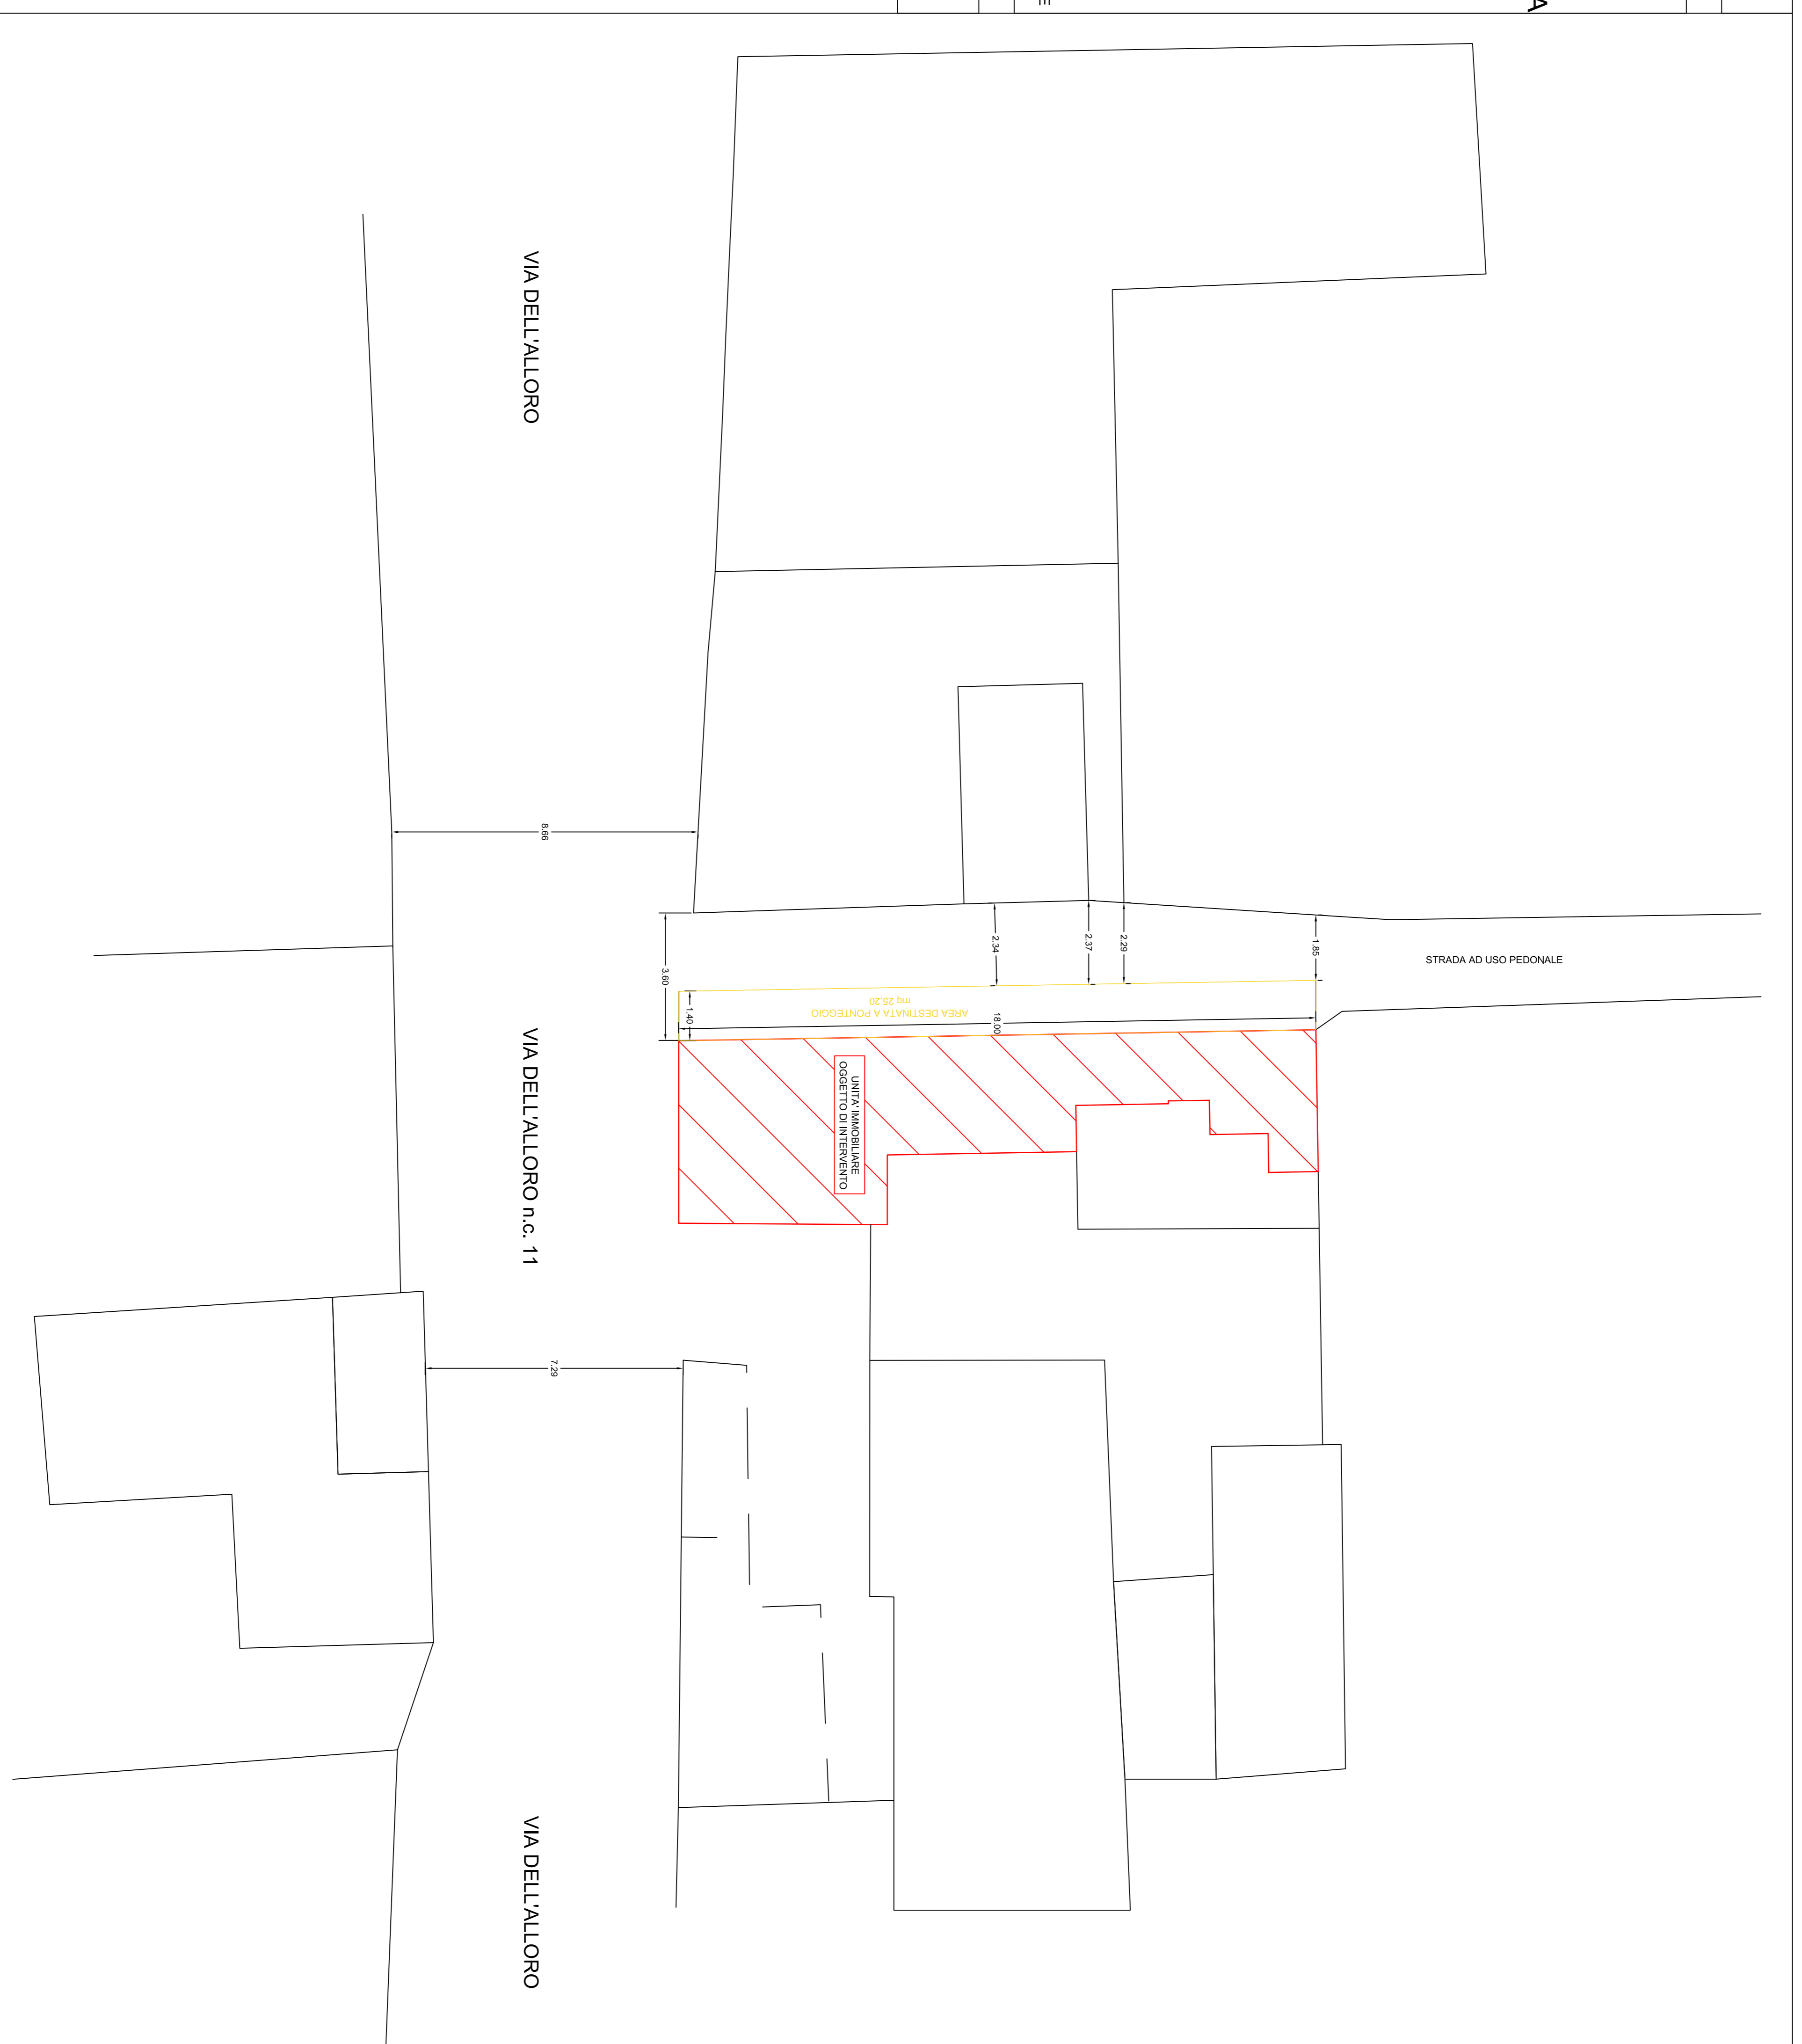 E
A
VIA DELL'ALLORO
8.66
3.60
2.34
2.37
2.29
1.85
STRADA AD USO PEDONALE
1.40
AREA DESTINATA A PONTEGGIO
mq 25.20
18.00
UNITA' IMMOBILIARE
OGGETTO DI INTERVENTO
VIA DELL'ALLORO n.c. 11
7.29
VIA DELL'ALLORO